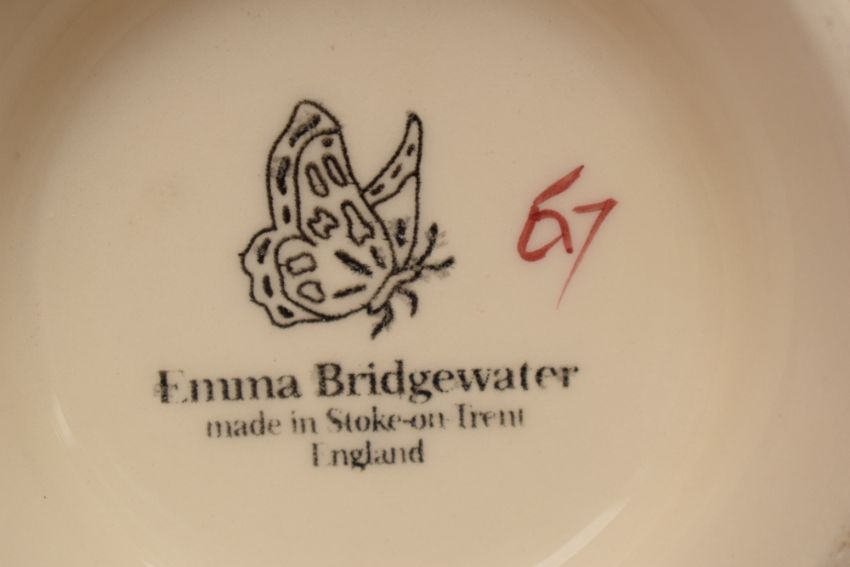 Emma Bridgewater
made in Stoke-on-Trent
England
67